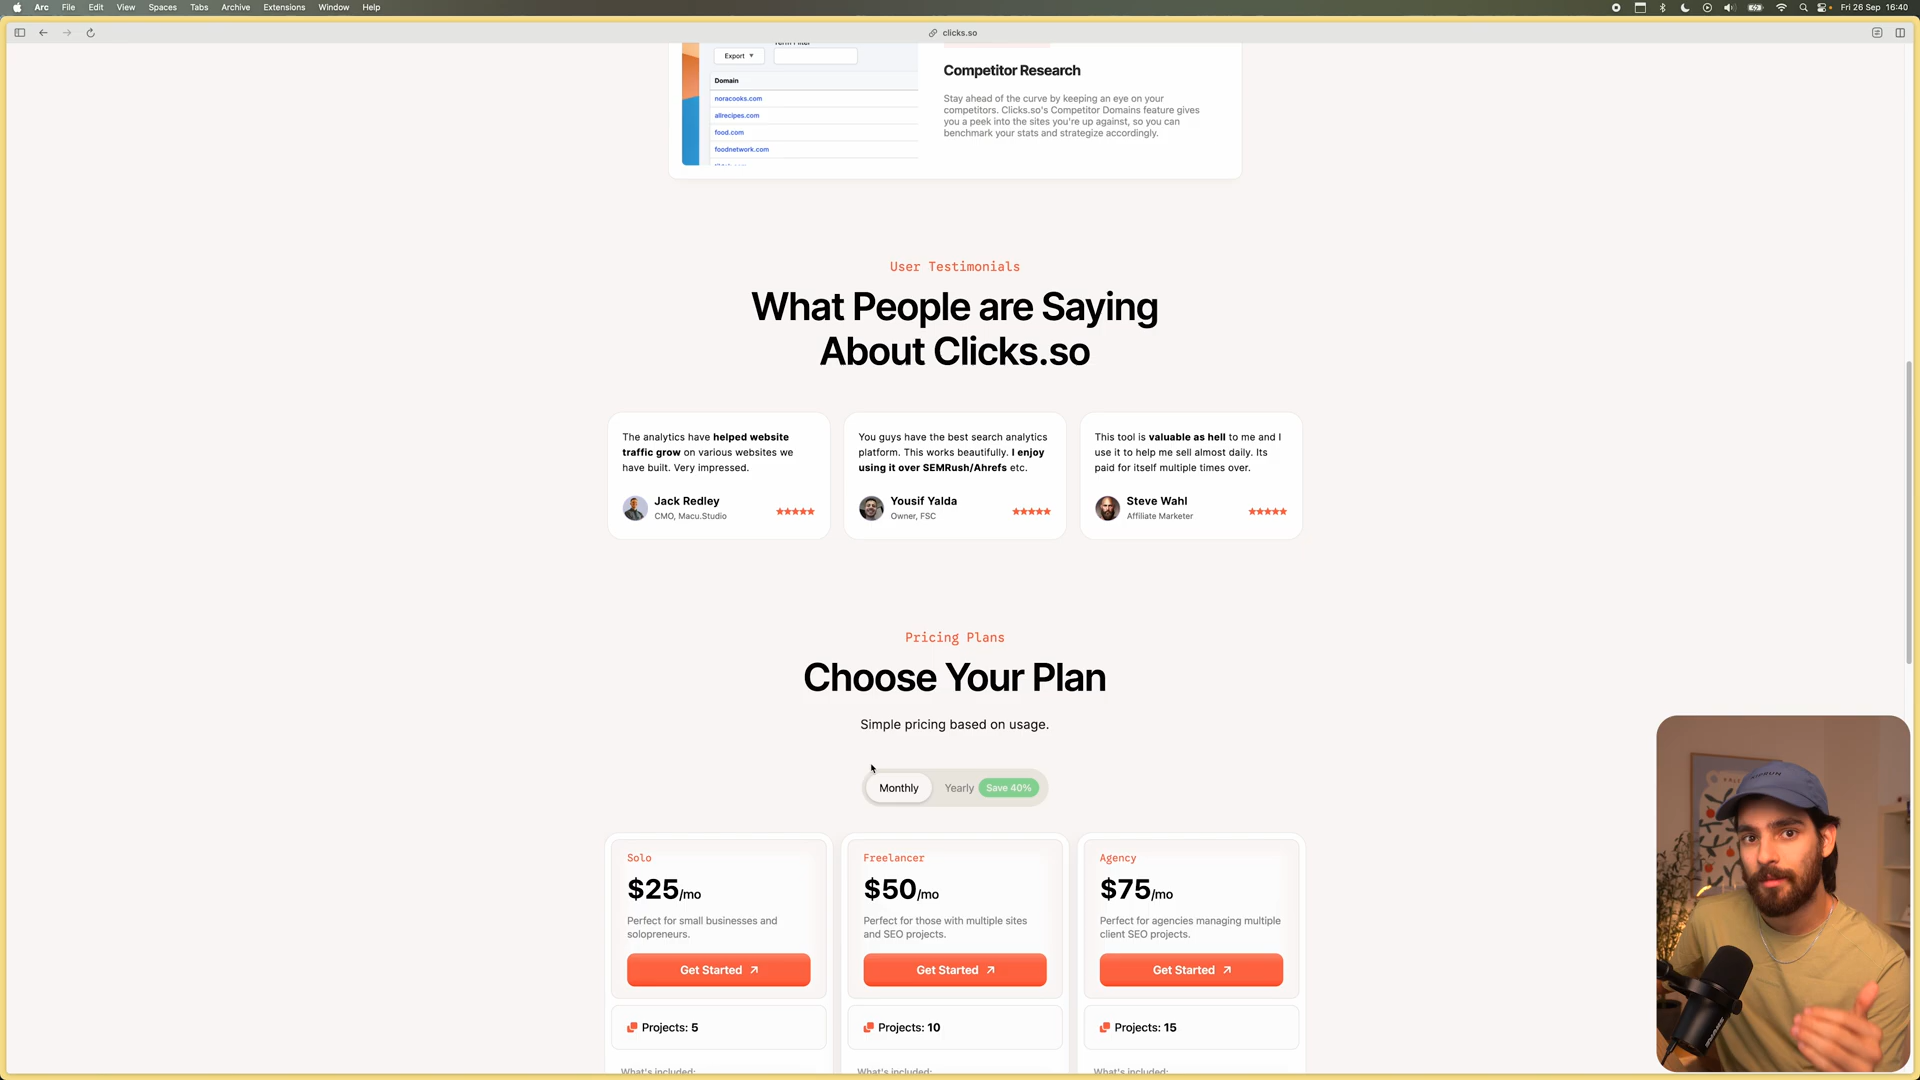 Arc File Edit View Spaces Tabs Archive Extensions Window Help
Fri 26 Sep 16:40
clicks.so
Export ▼
Domain
noracooks.com
allrecipes.com
food.com
foodnetwork.com
Competitor Research
Stay ahead of the curve by keeping an eye on your
competitors. Clicks.so's Competitor Domains feature gives
you a peek into the sites you're up against, so you can
benchmark your stats and strategize accordingly.
User Testimonials
What People are Saying
About Clicks.so
The analytics have helped website
traffic grow on various websites we
have built. Very impressed.
Jack Redley
CMO, Macu.Studio
★★★★★
You guys have the best search analytics
platform. This works beautifully. I enjoy
using it over SEMRush/Ahrefs etc.
Yousif Yalda
Owner, FSC
★★★★★
This tool is valuable as hell to me and I
use it to help me sell almost daily. Its
paid for itself multiple times over.
Steve Wahl
Affiliate Marketer
★★★★★
Pricing Plans
Choose Your Plan
Simple pricing based on usage.
Monthly Yearly Save 40%
Solo
$25/mo
Perfect for small businesses and
solopreneurs.
Get Started ↗
Projects: 5
What's included:
Freelancer
$50/mo
Perfect for those with multiple sites
and SEO projects.
Get Started ↗
Projects: 10
What's included:
Agency
$75/mo
Perfect for agencies managing multiple
client SEO projects.
Get Started ↗
Projects: 15
What's included: